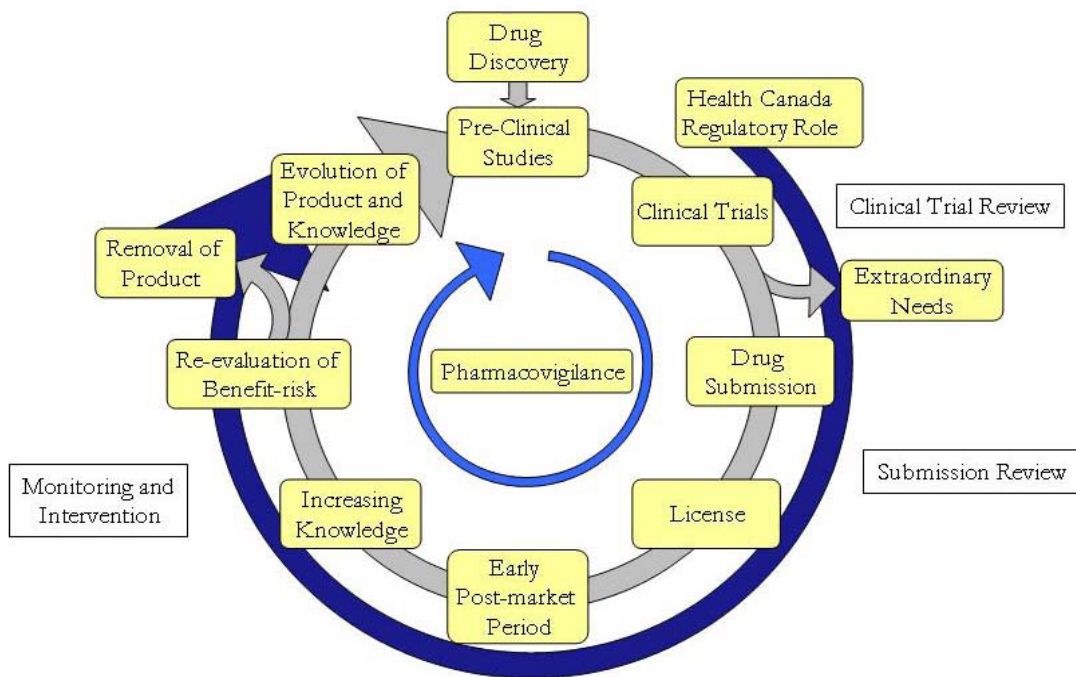 Drug
Discovery
Pre-Clinical
Studies
Health Canada
Regulatory Role
Clinical Trials
Clinical Trial Review
Extraordinary
Needs
Drug
Submission
Submission Review
License
Early
Post-market
Period
Increasing
Knowledge
Monitoring and
Intervention
Re-evaluation of
Benefit-risk
Removal of
Product
Evolution of
Product and
Knowledge
Pharmacovigilance